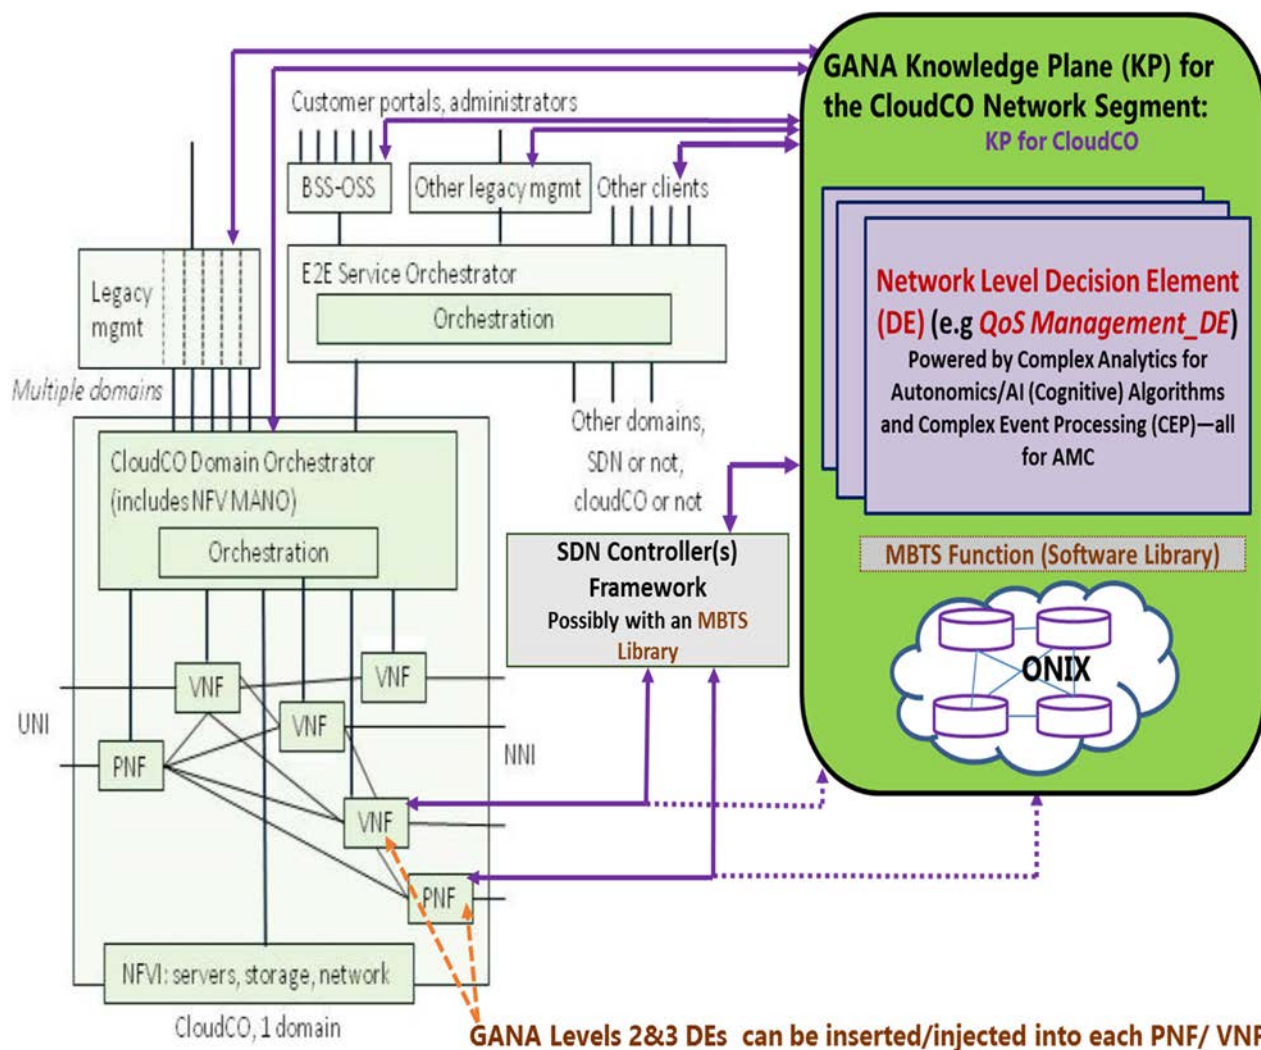 GANA Knowledge Plane (KP) for
the CloudCO Network Segment:
KP for CloudCO
Customer portals, administrators
BSS-OSS
Other legacy mgmt
Other clients
E2E Service Orchestrator
Orchestration
Legacy
mgmt
Multiple domains
Network Level Decision Element
(DE) (e.g QoS Management_DE)
Powered by Complex Analytics for
Autonomics/AI (Cognitive) Algorithms
and Complex Event Processing (CEP)—all
for AMC
Other domains,
SDN or not,
cloudCO or not
CloudCO Domain Orchestrator
(includes NFV MANO)
Orchestration
SDN Controller(s)
Framework
Possibly with an MBTS
Library
MBTS Function (Software Library)
ONIX
VNF
VNF
VNF
UNI
NNI
PNF
VNF
PNF
NFVI: servers, storage, network
CloudCO, 1 domain
GANA Levels 2&3 DEs can be inserted/injected into each PNF/ VNF